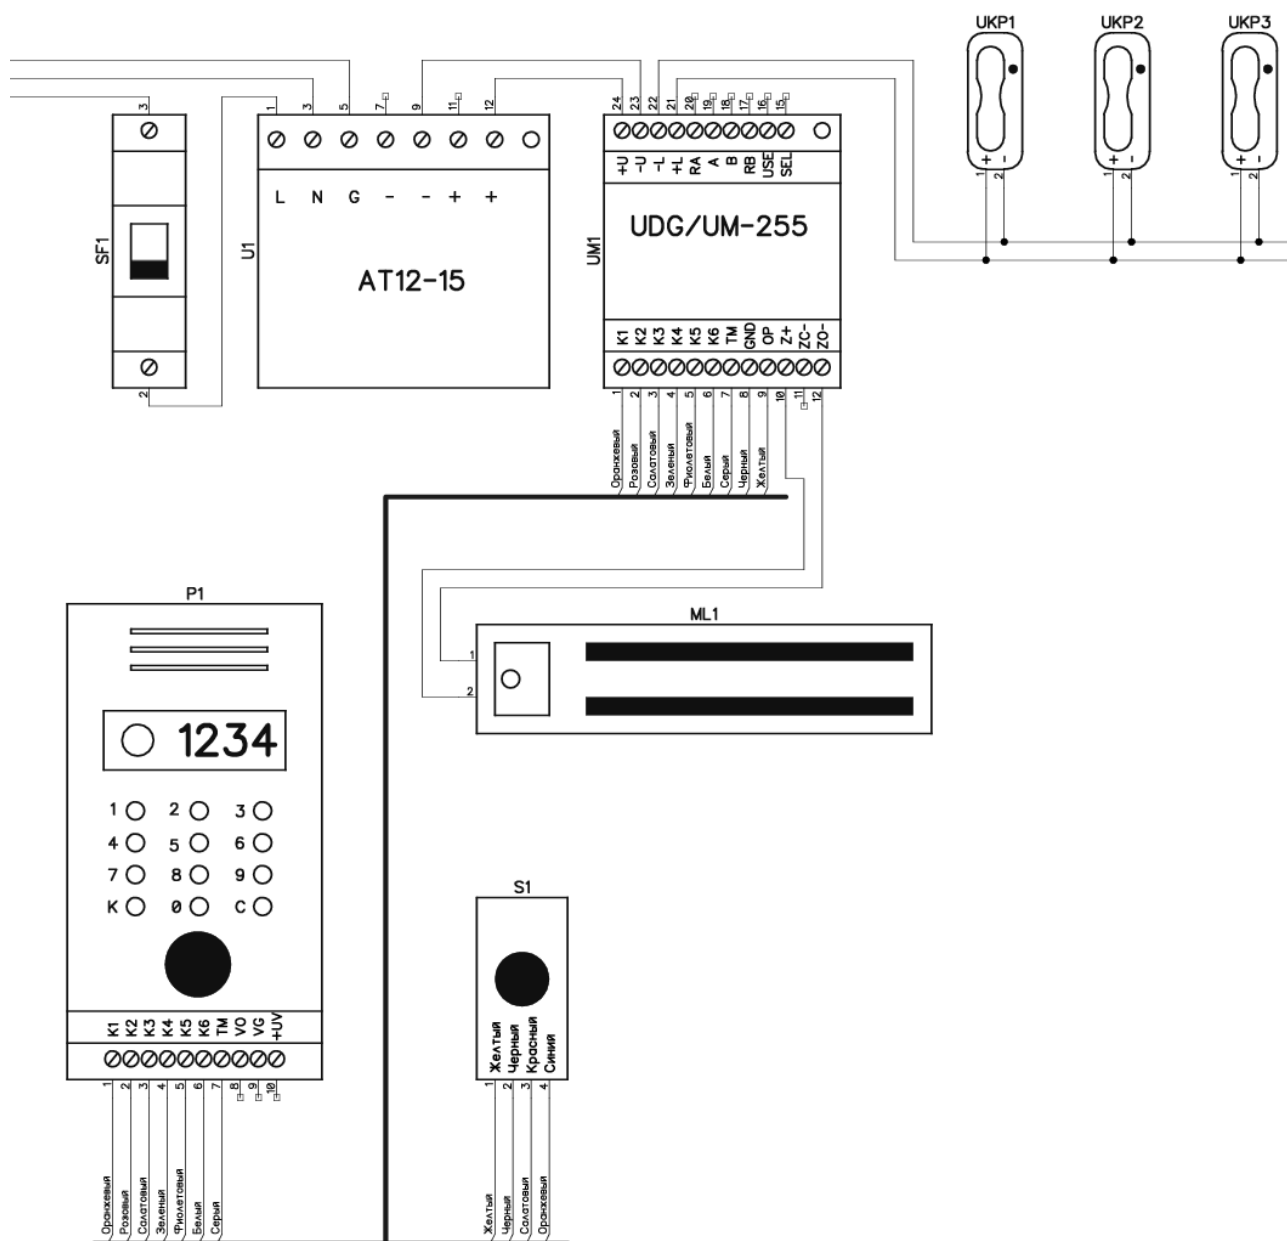 UKP1
UKP2
UKP3
+
-
1
2
+
-
1
2
+
-
1
2
SF1
3
2
U1
1
3
5
7
9
11
12
L
N
G
-
-
+
+
AT12-15
UM1
24
23
22
21
20
19
18
17
16
15
+U
-U
-L
+L
RA
A
B
RB
USE
SEL
UDG/UM-255
K1
K2
K3
K4
K5
K6
TM
GND
OP
Z+
ZC-
ZO-
1
2
3
4
5
6
7
8
9
10
11
12
Оранжевый
Розовый
Салатовый
Зеленый
Фиолетовый
Белый
Серый
Черный
Желтый
ML1
1
2
P1
1234
1
2
3
4
5
6
7
8
9
K
0
C
K1
K2
K3
K4
K5
K6
TM
VO
VG
+UV
1
2
3
4
5
6
7
8
9
10
Оранжевый
Розовый
Салатовый
Зеленый
Фиолетовый
Белый
Серый
S1
Желтый
Черный
Красный
Синий
1
2
3
4
Желтый
Черный
Салатовый
Оранжевый